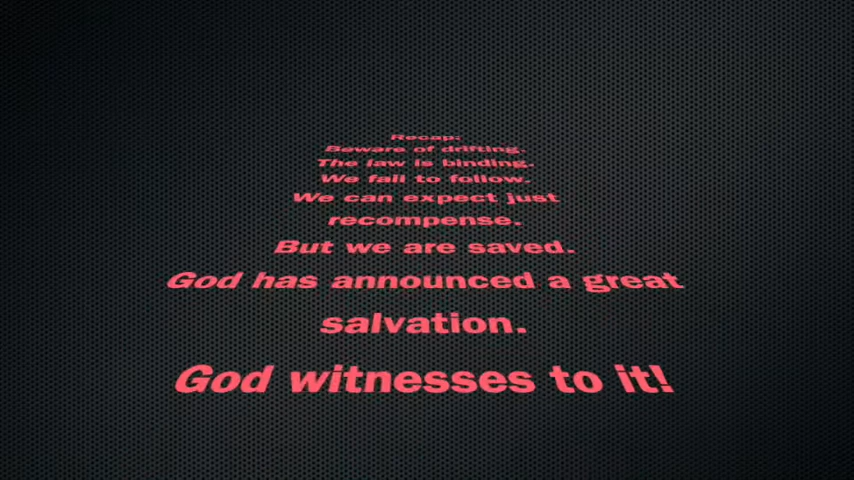 Recap:
Beware of drifting.
The law is binding.
We fail to follow.
We can expect just
recompense.
But we are saved.
God has announced a great
salvation.
God witnesses to it!